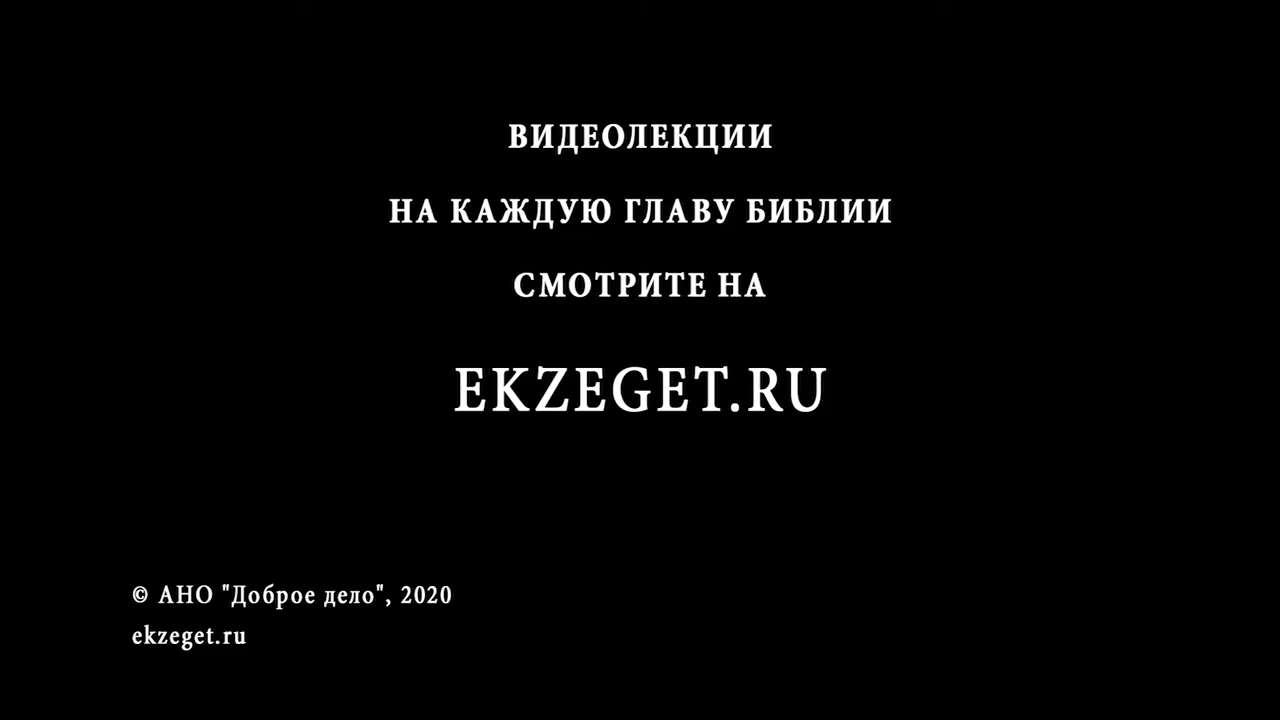 ВИДЕОЛЕКЦИИ
НА КАЖДУЮ ГЛАВУ БИБЛИИ
СМОТРИТЕ НА
EKZEGET.RU
© АНО "Доброе дело", 2020
ekzeget.ru